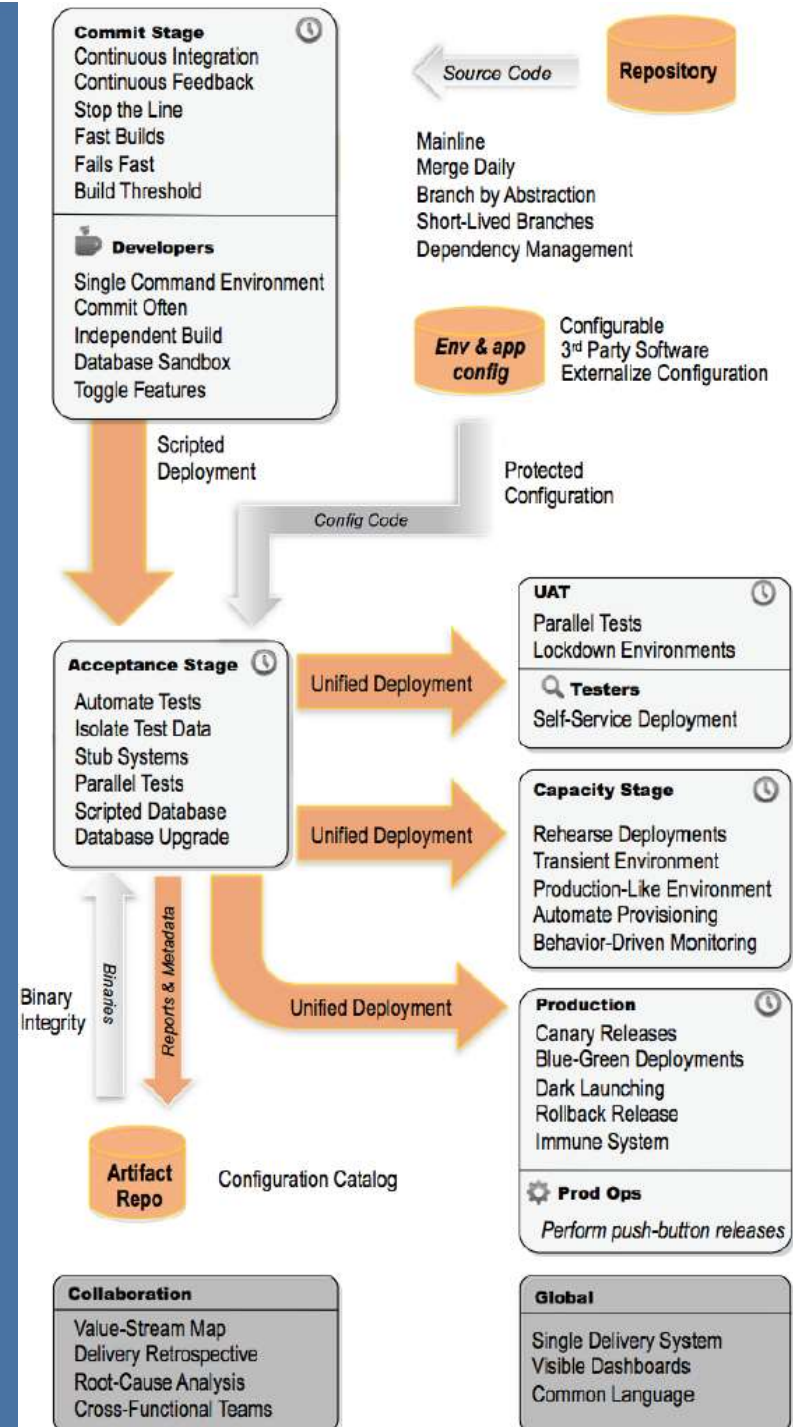 Commit Stage
Continuous Integration
Continuous Feedback
Stop the Line
Fast Builds
Fails Fast
Build Threshold
Developers
Single Command Environment
Commit Often
Independent Build
Database Sandbox
Toggle Features
Source Code
Repository
Mainline
Merge Daily
Branch by Abstraction
Short-Lived Branches
Dependency Management
Env & app
config
Configurable
3rd Party Software
Externalize Configuration
Scripted
Deployment
Protected
Configuration
Config Code
Acceptance Stage
Automate Tests
Isolate Test Data
Stub Systems
Parallel Tests
Scripted Database
Database Upgrade
Unified Deployment
UAT
Parallel Tests
Lockdown Environments
Testers
Self-Service Deployment
Unified Deployment
Capacity Stage
Rehearse Deployments
Transient Environment
Production-Like Environment
Automate Provisioning
Behavior-Driven Monitoring
Binary
Integrity
Binaries
Reports & Metadata
Unified Deployment
Production
Canary Releases
Blue-Green Deployments
Dark Launching
Rollback Release
Immune System
Prod Ops
Perform push-button releases
Artifact
Repo
Configuration Catalog
Collaboration
Value-Stream Map
Delivery Retrospective
Root-Cause Analysis
Cross-Functional Teams
Global
Single Delivery System
Visible Dashboards
Common Language